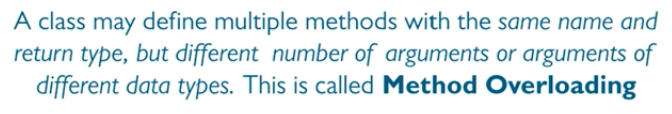 A class may define multiple methods with the same name and
return type, but different number of arguments or arguments of
different data types. This is called Method Overloading